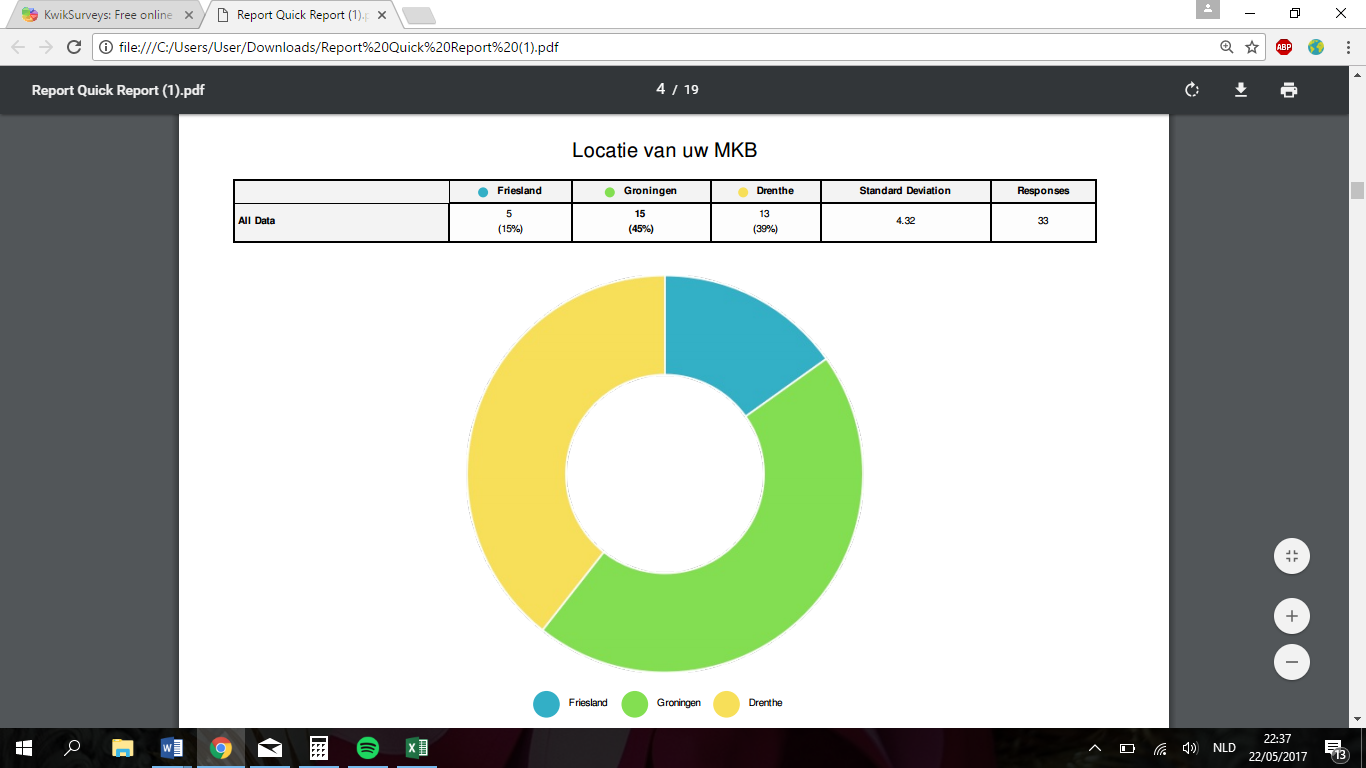 KwikSurveys: Free online
Report Quick Report (1).p
file:///C:/Users/User/Downloads/Report%20Quick%20Report%20(1).pdf
ABP
Report Quick Report (1).pdf
4 / 19
Locatie van uw MKB
Friesland Groningen Drenthe Standard Deviation Responses
All Data 5 15 13 4.32 33
(15%) (45%) (39%)
Friesland Groningen Drenthe
NLD
22:37
22/05/2017
13